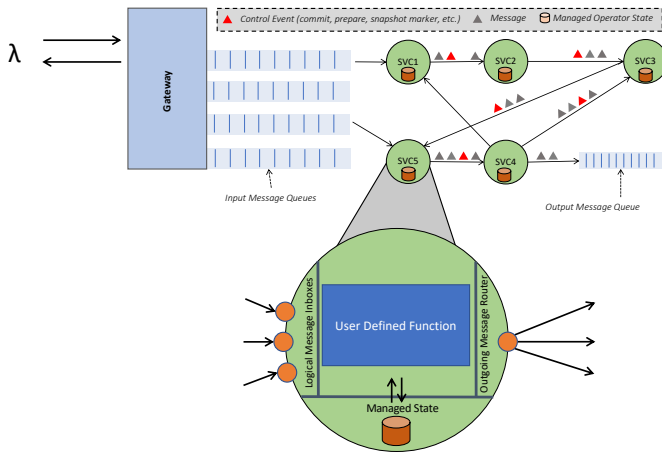 Control Event (commit, prepare, snapshot marker, etc.) Message Managed Operator State
λ
Gateway
SVC1
SVC2
SVC3
SVC5
SVC4
Input Message Queues
Output Message Queue
Logical Message Inboxes
User Defined Function
Outgoing Message Router
Managed State